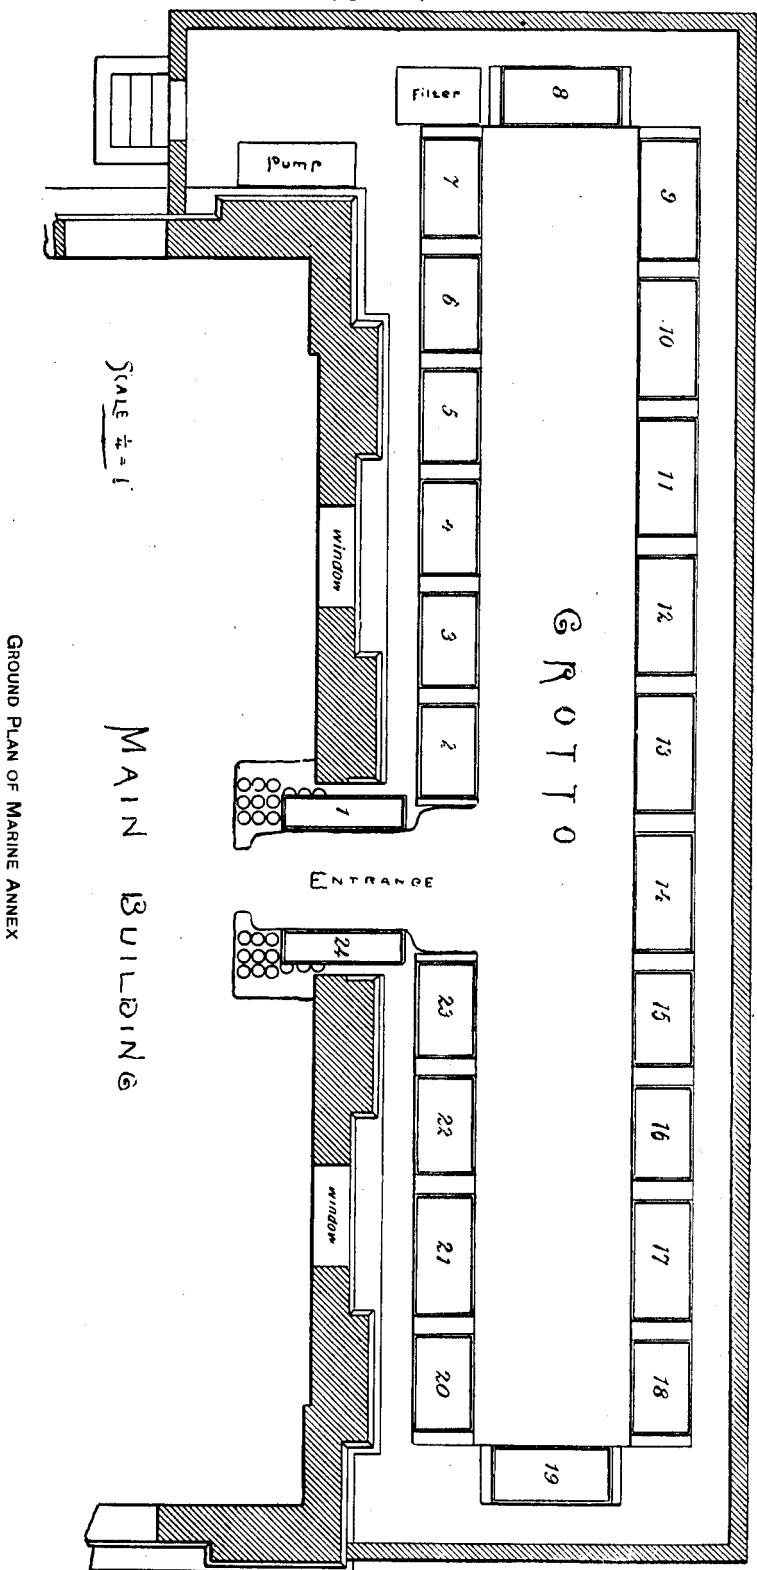 Filter
Pump
8
7
9
6
10
5
11
SCALE ¼ = 1'
4
window
12
3
GROTTO
2
13
1
ENTRANCE
14
24
MAIN BUILDING
23
15
22
16
window
21
17
20
18
19
GROUND PLAN OF MARINE ANNEX